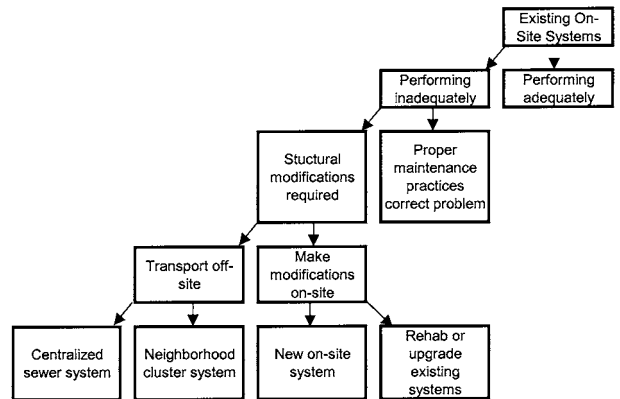 Existing On-
Site Systems
Performing
inadequately
Performing
adequately
Stuctural
modifications
required
Proper
maintenance
practices
correct problem
Transport off-
site
Make
modifications
on-site
Centralized
sewer system
Neighborhood
cluster system
New on-site
system
Rehab or
upgrade
existing
systems